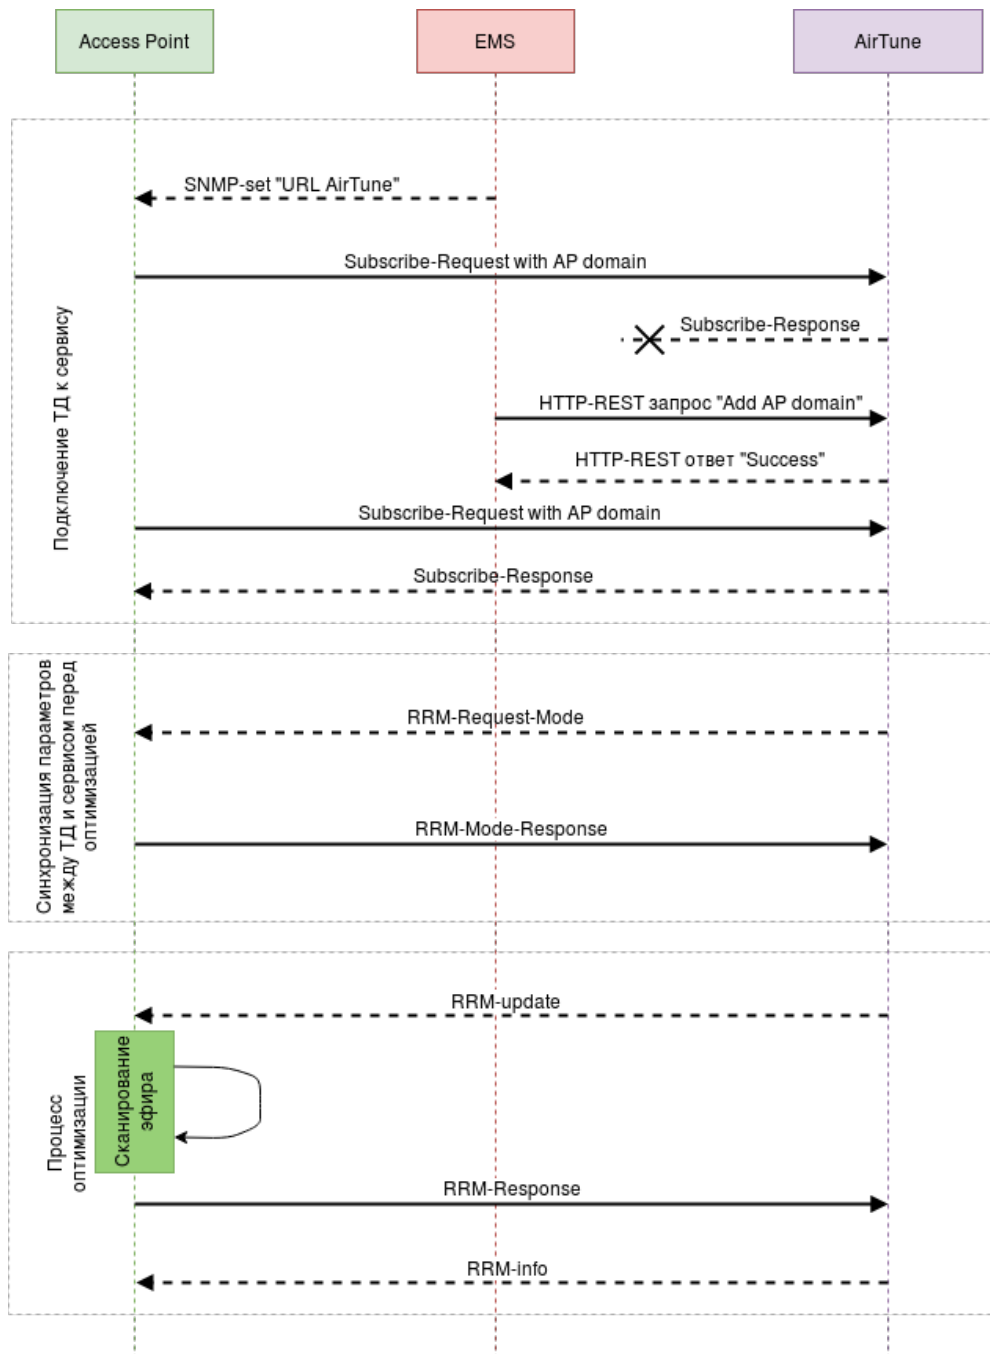 Access Point
EMS
AirTune
Подключение ТД к сервису
SNMP-set "URL AirTune"
Subscribe-Request with AP domain
Subscribe-Response
HTTP-REST запрос "Add AP domain"
HTTP-REST ответ "Success"
Subscribe-Request with AP domain
Subscribe-Response
Синхронизация параметров
между ТД и сервисом перед
оптимизацией
RRM-Request-Mode
RRM-Mode-Response
Процесс
оптимизации
RRM-update
Сканирование
эфира
RRM-Response
RRM-info